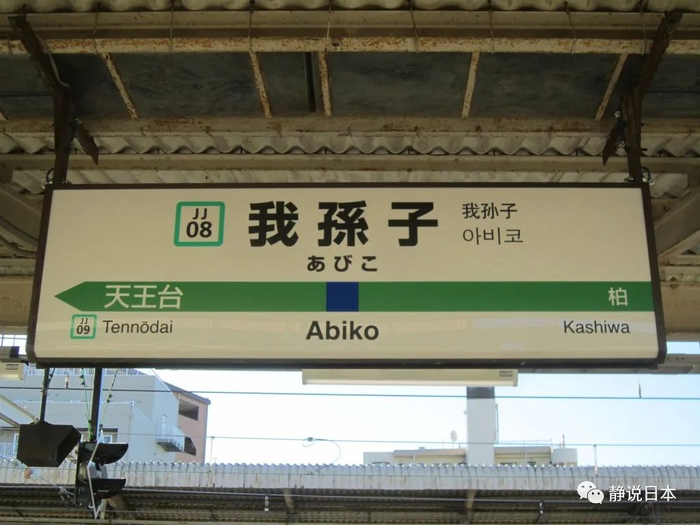 JJ
08
我孫子
我孙子
아비코
あびこ
天王台
柏
JJ
09
Tennōdai
Abiko
Kashiwa
静说日本